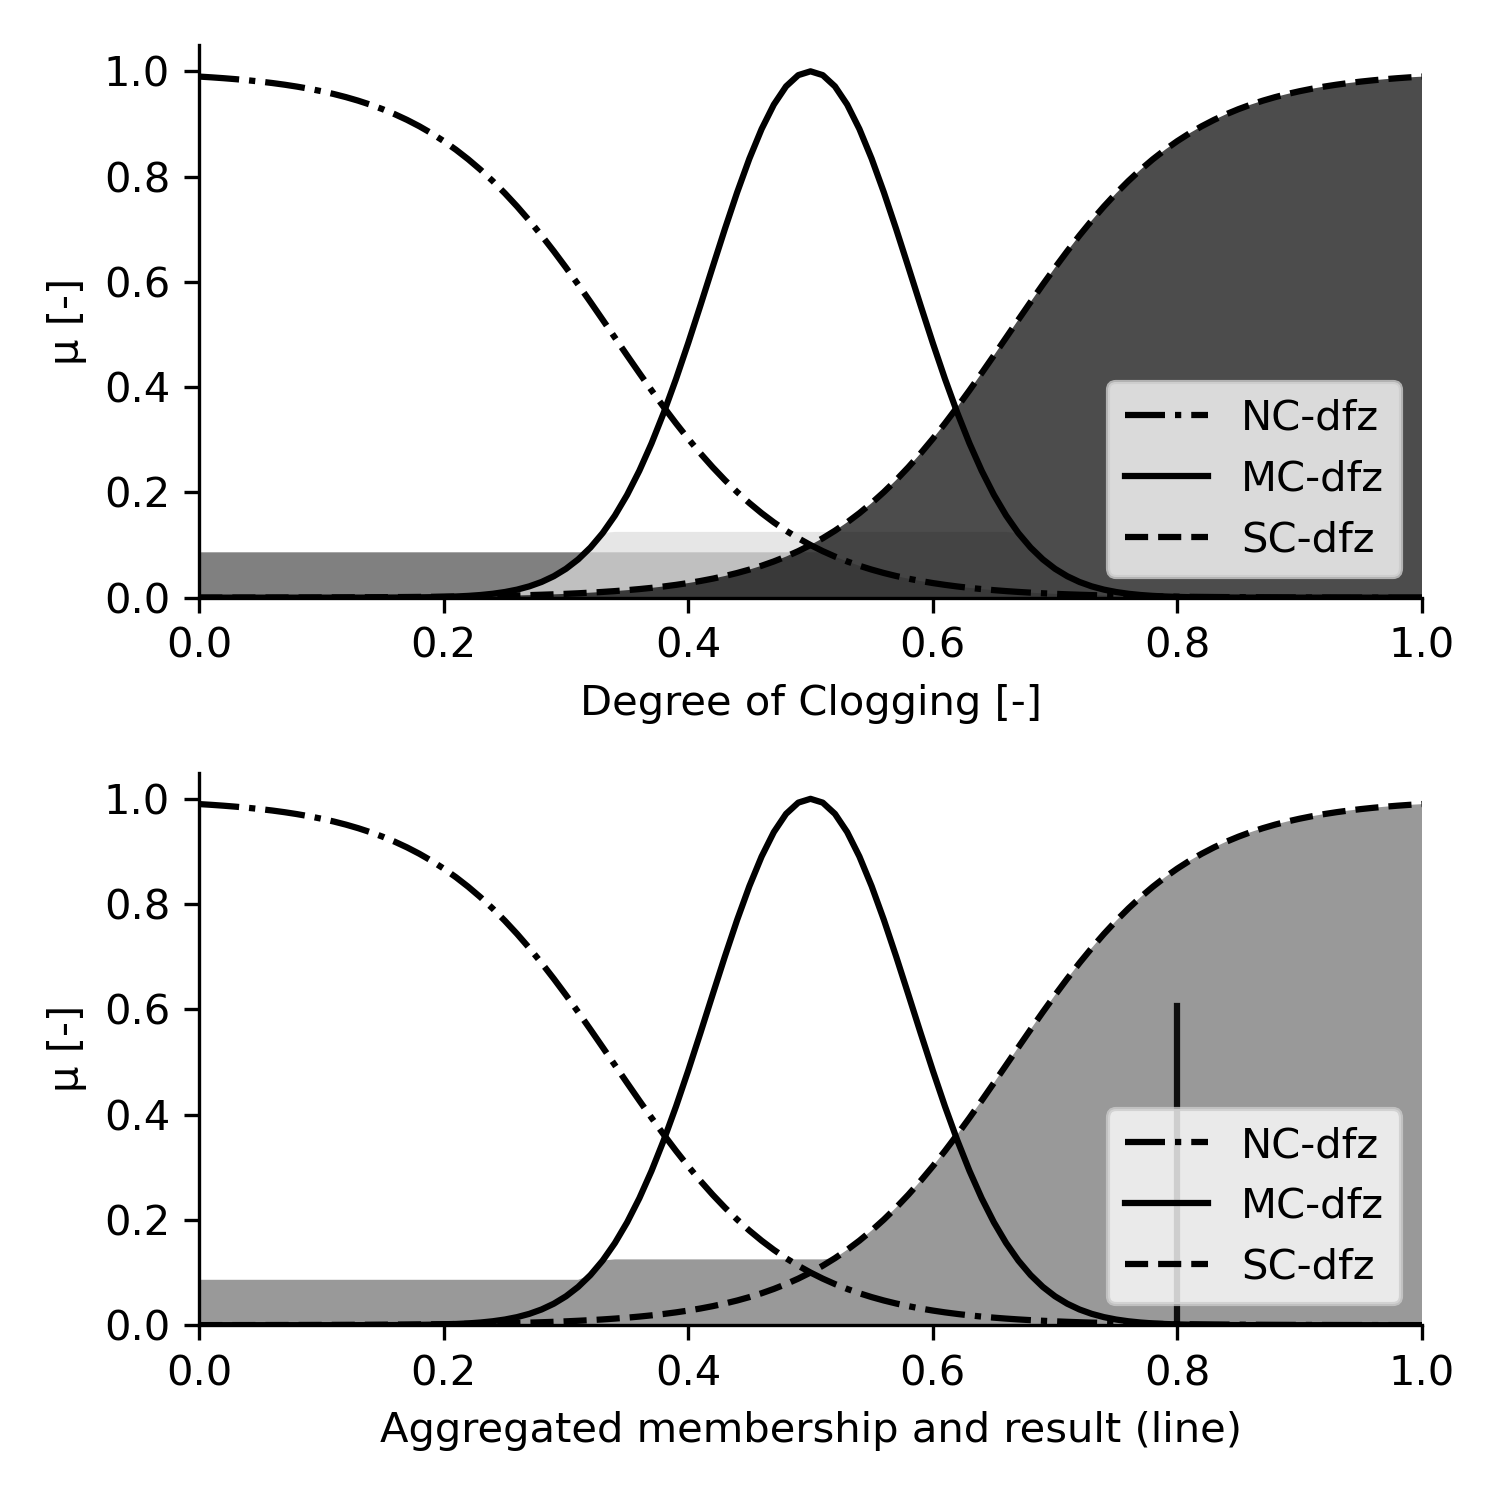 1.0
0.8
0.6
0.4
0.2
0.0
μ [-]
NC-dfz
MC-dfz
SC-dfz
0.0 0.2 0.4 0.6 0.8 1.0
Degree of Clogging [-]
1.0
0.8
0.6
0.4
0.2
0.0
μ [-]
NC-dfz
MC-dfz
SC-dfz
0.0 0.2 0.4 0.6 0.8 1.0
Aggregated membership and result (line)